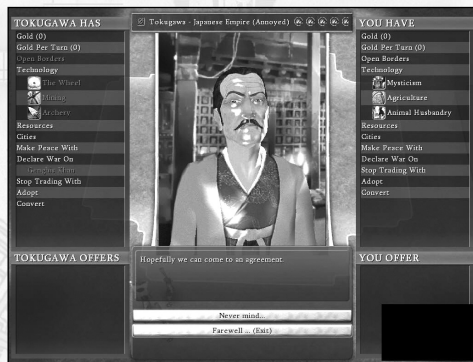 TOKUGAWA HAS
Gold (0)
Gold Per Turn (0)
Open Borders
Technology
The Wheel
Mining
Archery
Resources
Cities
Make Peace With
Declare War On
Genghis Khan
Stop Trading With
Adopt
Convert
Tokugawa - Japanese Empire (Annoyed)
YOU HAVE
Gold (0)
Gold Per Turn (0)
Open Borders
Technology
Mysticism
Agriculture
Animal Husbandry
Resources
Cities
Make Peace With
Declare War On
Stop Trading With
Adopt
Convert
TOKUGAWA OFFERS
Hopefully we can come to an agreement.
Never mind...
Farewell ... (Exit)
YOU OFFER